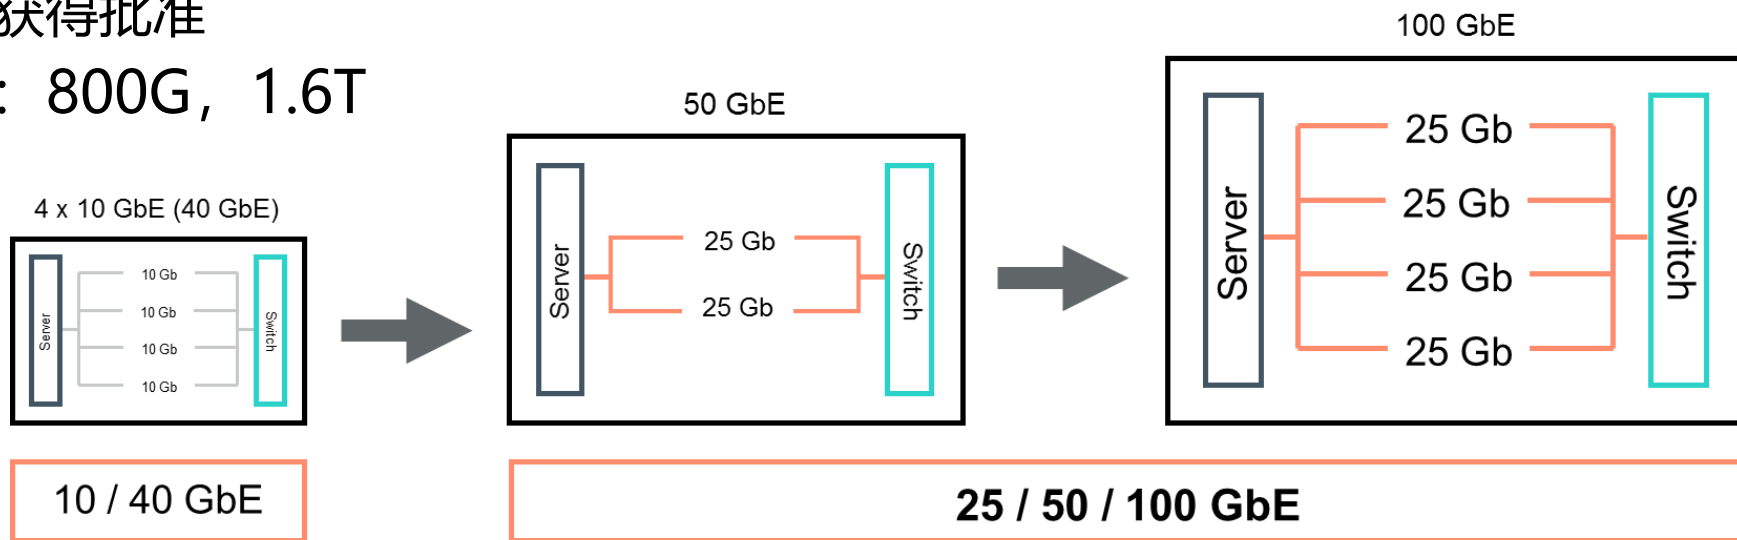 获得批准
：800G，1.6T
4 x 10 GbE (40 GbE)
Server
10 Gb
10 Gb
10 Gb
10 Gb
Switch
10 / 40 GbE
50 GbE
Server
25 Gb
25 Gb
Switch
100 GbE
Server
25 Gb
25 Gb
25 Gb
25 Gb
Switch
25 / 50 / 100 GbE